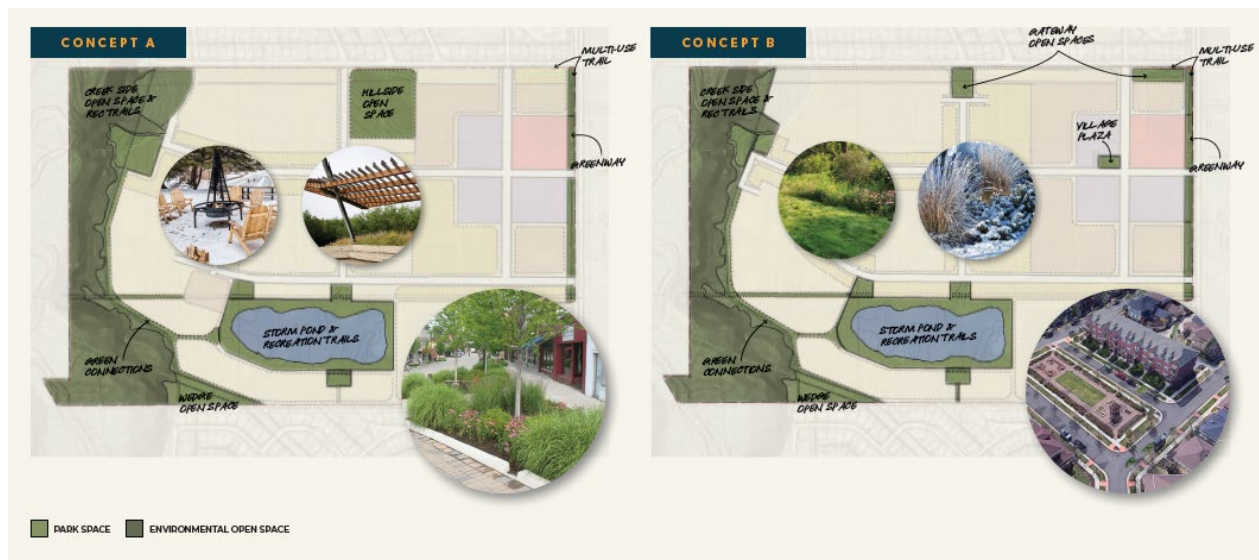 CONCEPT A
MULTI-USE
TRAIL
CREEK SIDE
OPEN SPACE &
REC TRAILS
HILLSIDE
OPEN
SPACE
GREENWAY
STORM POND &
RECREATION TRAILS
GREEN
CONNECTIONS
WEDGE
OPEN SPACE
CONCEPT B
GATEWAY
OPEN SPACES
MULTI-USE
TRAIL
CREEK SIDE
OPEN SPACE &
REC TRAILS
VILLAGE
PLAZA
GREENWAY
STORM POND &
RECREATION TRAILS
GREEN
CONNECTIONS
WEDGE
OPEN SPACE
PARK SPACE
ENVIRONMENTAL OPEN SPACE